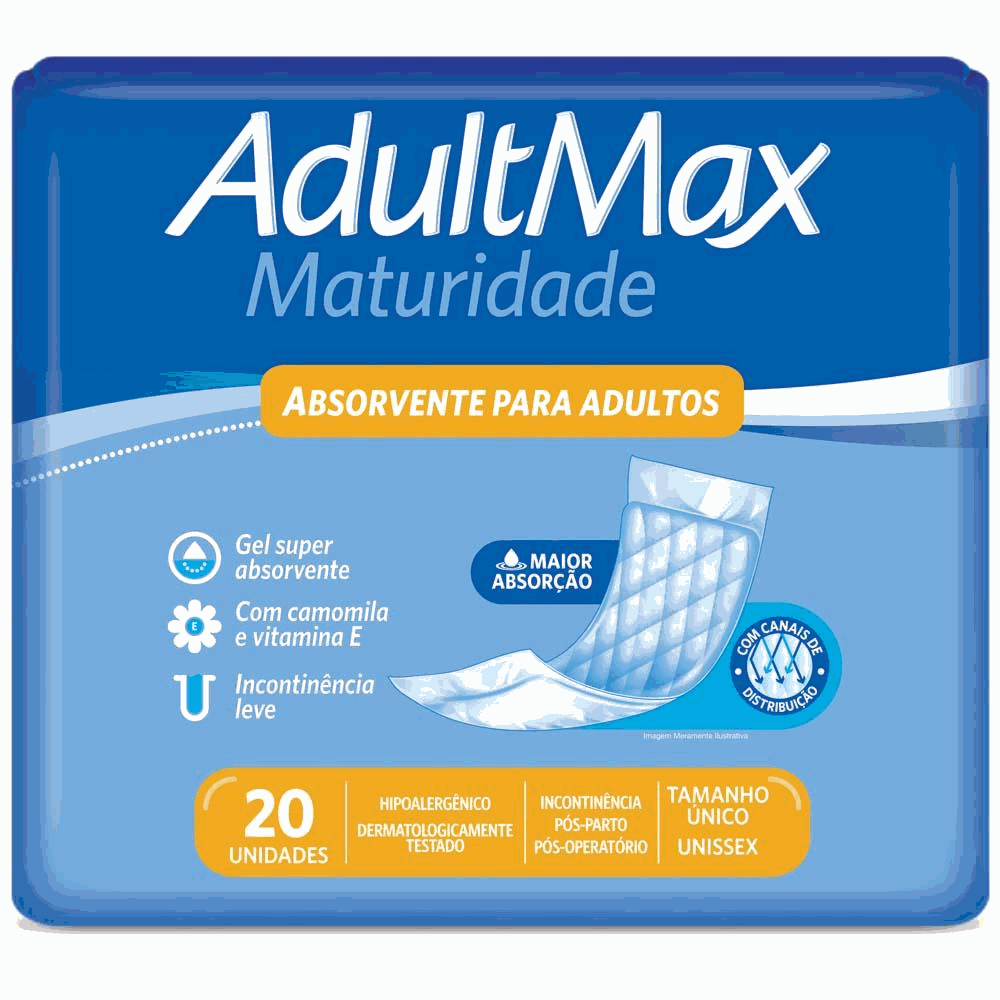 AdultMax
Maturidade
ABSORVENTE PARA ADULTOS
Gel super
absorvente
Com camomila
e vitamina E
E
Incontinência
leve
MAIOR
ABSORÇÃO
COM CANAIS DE
DISTRIBUIÇÃO
Imagem Meramente Ilustrativa
20
UNIDADES
HIPOALERGÊNICO
DERMATOLOGICAMENTE
TESTADO
INCONTINÊNCIA
PÓS-PARTO
PÓS-OPERATÓRIO
TAMANHO
ÚNICO
UNISSEX